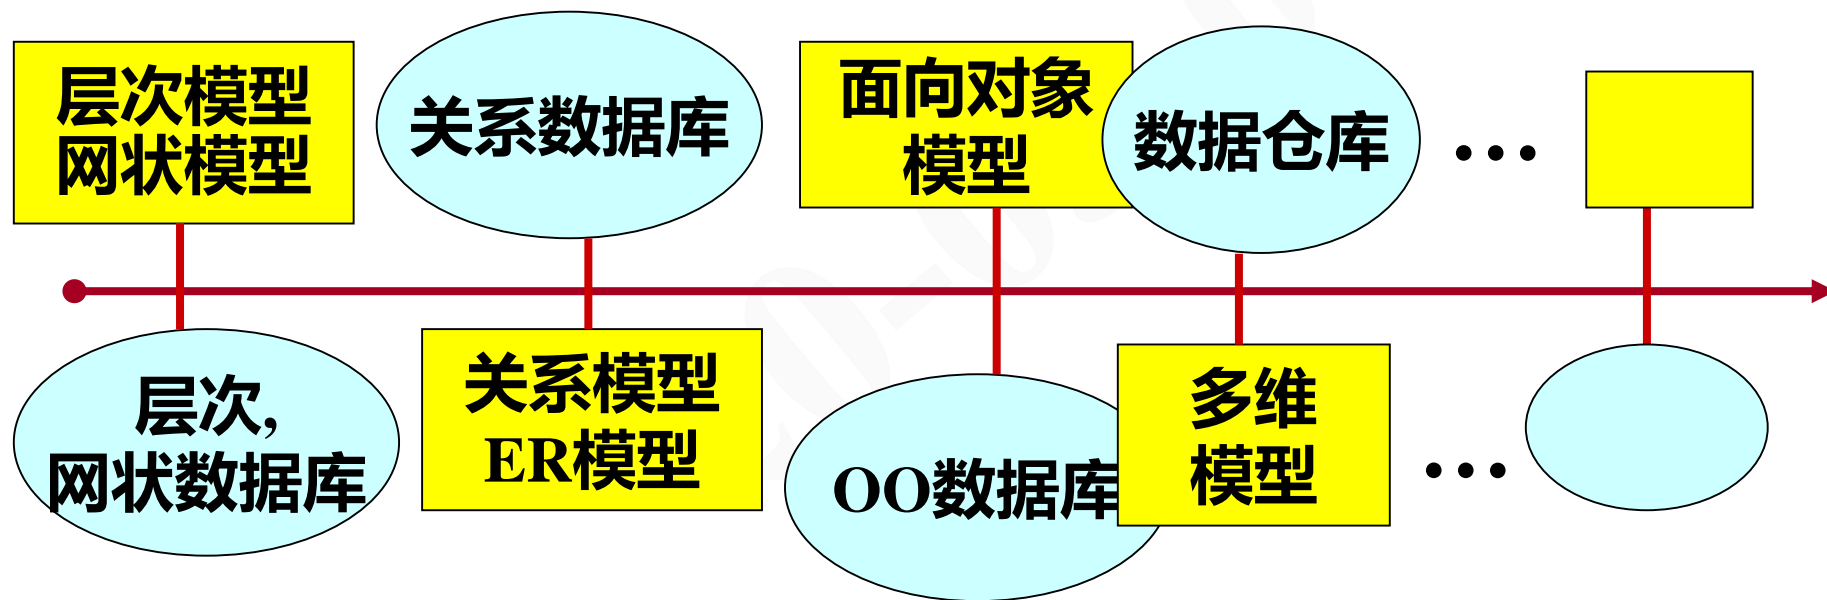 层次模型
网状模型
关系数据库
面向对象
模型
数据仓库
...
层次,
网状数据库
关系模型
ER模型
OO数据库
多维
模型
...